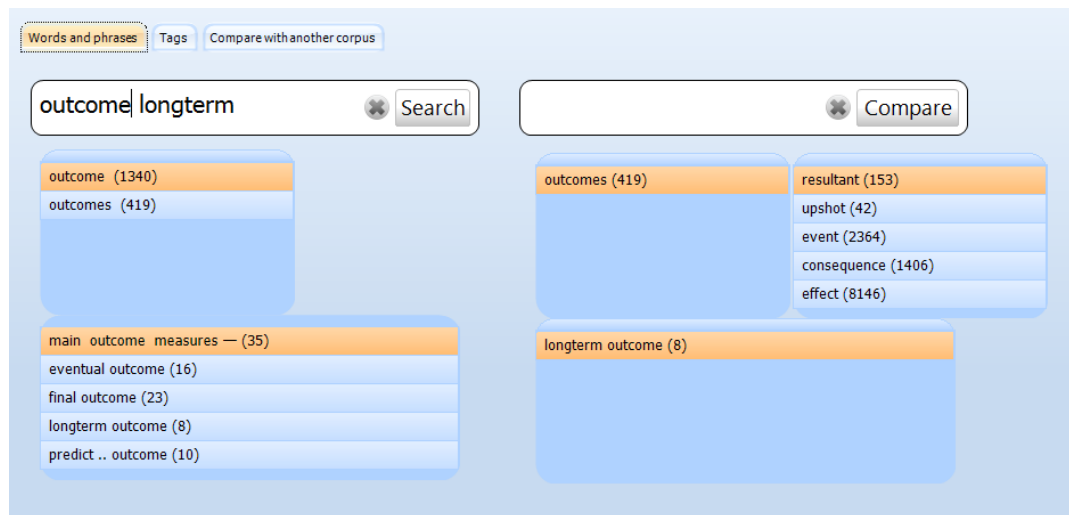 Words and phrases Tags Compare with another corpus
outcome longterm Search
Compare
outcome (1340)
outcomes (419)
outcomes (419)
resultant (153)
upshot (42)
event (2364)
consequence (1406)
effect (8146)
main outcome measures — (35)
eventual outcome (16)
final outcome (23)
longterm outcome (8)
predict .. outcome (10)
longterm outcome (8)